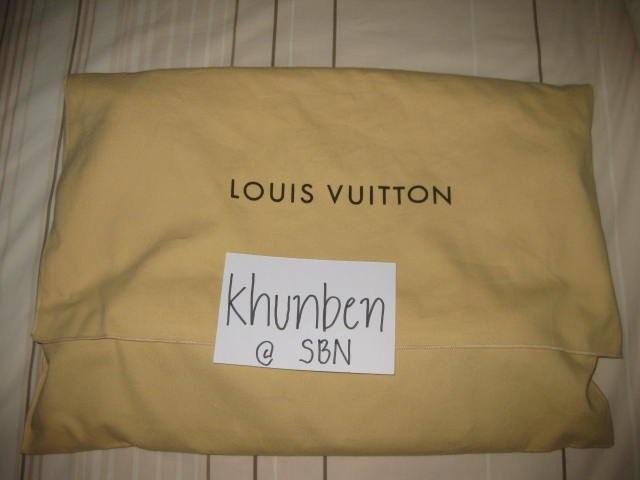 LOUIS VUITTON
khunben
@ SBN